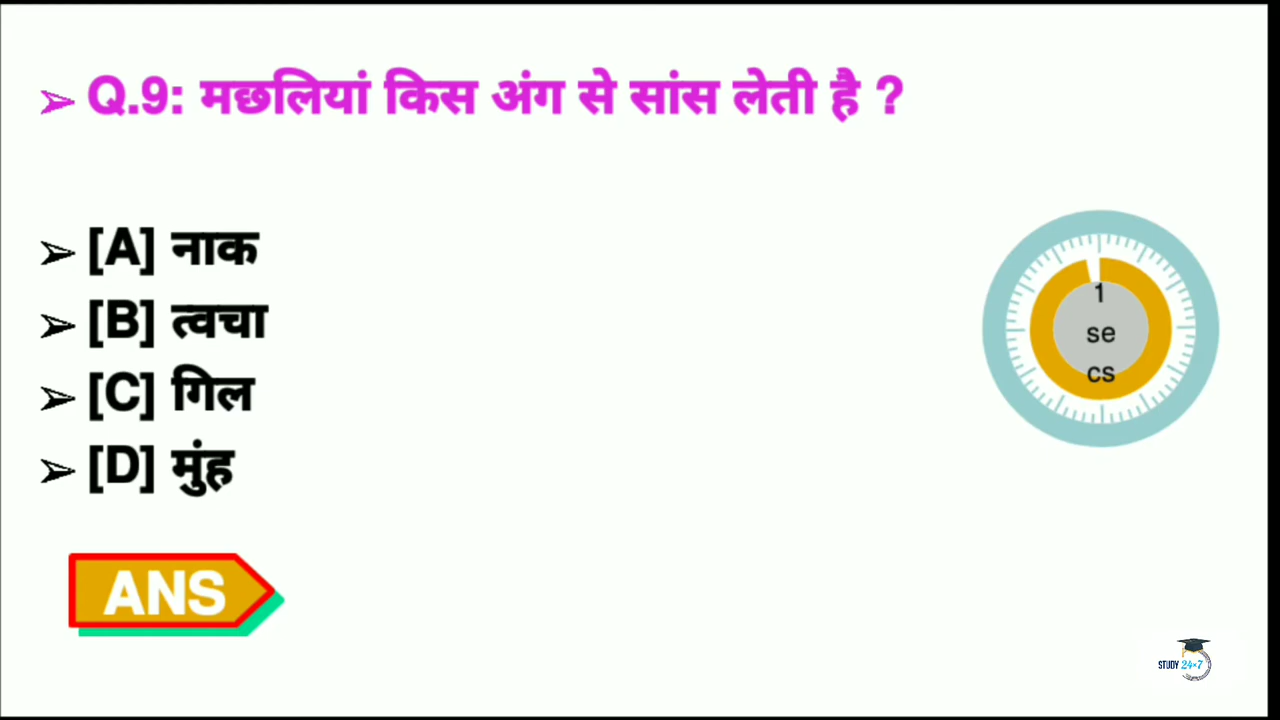 ➢ Q.9: मछलियां किस अंग से सांस लेती है ?
➢ [A] नाक
➢ [B] त्वचा
➢ [C] गिल
➢ [D] मुंह
1
se
cs
ANS
STUDY 24×7